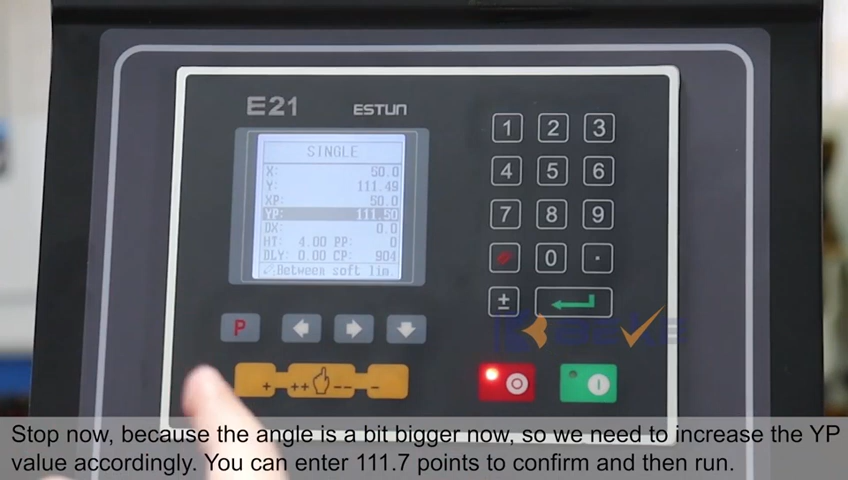 E21 ESTUN
SINGLE
X: 50.0
Y: 111.49
XP: 50.0
YP: 111.50
DX: 0.0
HT: 4.00 PP: 0
DLY: 0.00 CP: 904
Between soft lim.
1 2 3
4 5 6
7 8 9
0 .
±
P
+ ++ -- -
Stop now, because the angle is a bit bigger now, so we need to increase the YP
value accordingly. You can enter 111.7 points to confirm and then run.